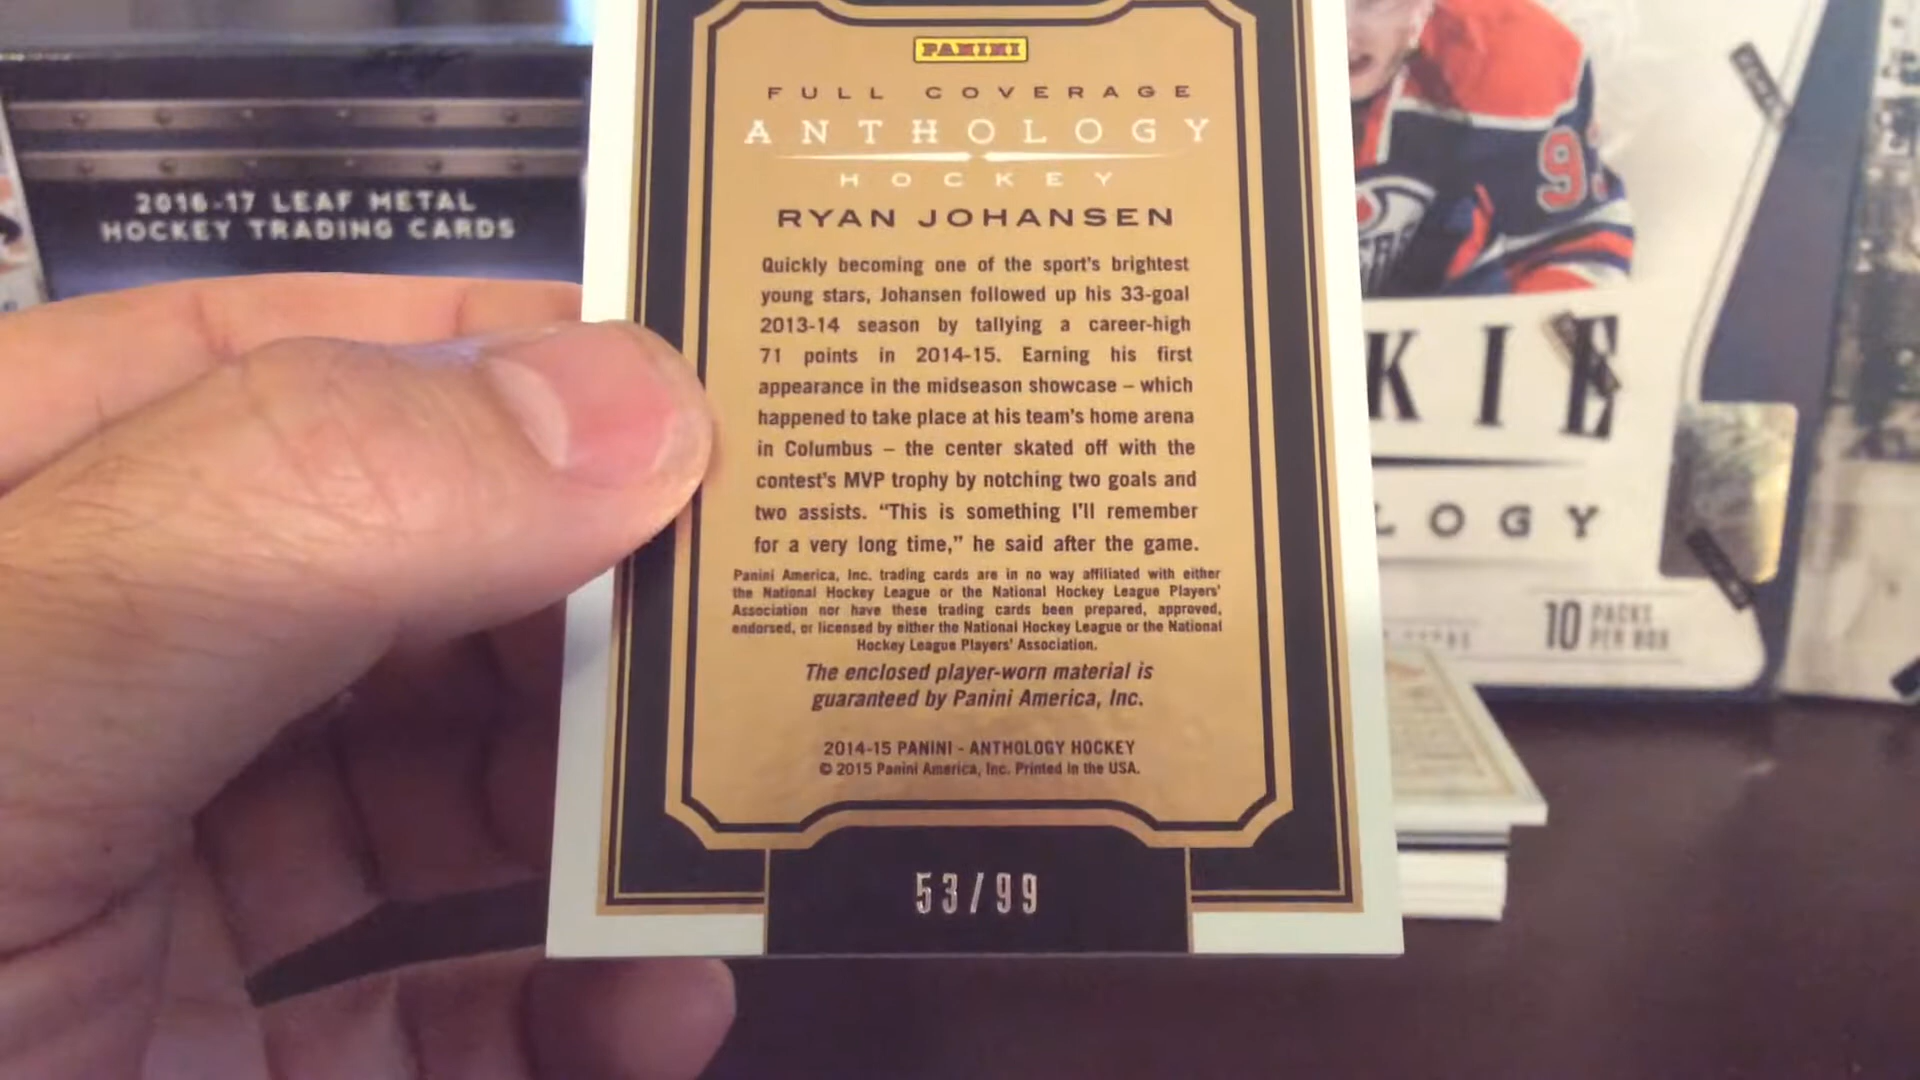 PANINI
FULL COVERAGE
ANTHOLOGY
HOCKEY
RYAN JOHANSEN
Quickly becoming one of the sport's brightest
young stars, Johansen followed up his 33-goal
2013-14 season by tallying a career-high
71 points in 2014-15. Earning his first
appearance in the midseason showcase – which
happened to take place at his team's home arena
in Columbus – the center skated off with the
contest's MVP trophy by notching two goals and
two assists. “This is something I'll remember
for a very long time,” he said after the game.
Panini America, Inc. trading cards are in no way affiliated with either
the National Hockey League or the National Hockey League Players'
Association nor have these trading cards been prepared, approved,
endorsed, or licensed by either the National Hockey League or the National
Hockey League Players' Association.
The enclosed player-worn material is
guaranteed by Panini America, Inc.
2014-15 PANINI - ANTHOLOGY HOCKEY
© 2015 Panini America, Inc. Printed in the USA.
53/99
2016-17 LEAF METAL
HOCKEY TRADING CARDS
9
KIE
LOGY
10 PACKS
PER BOX